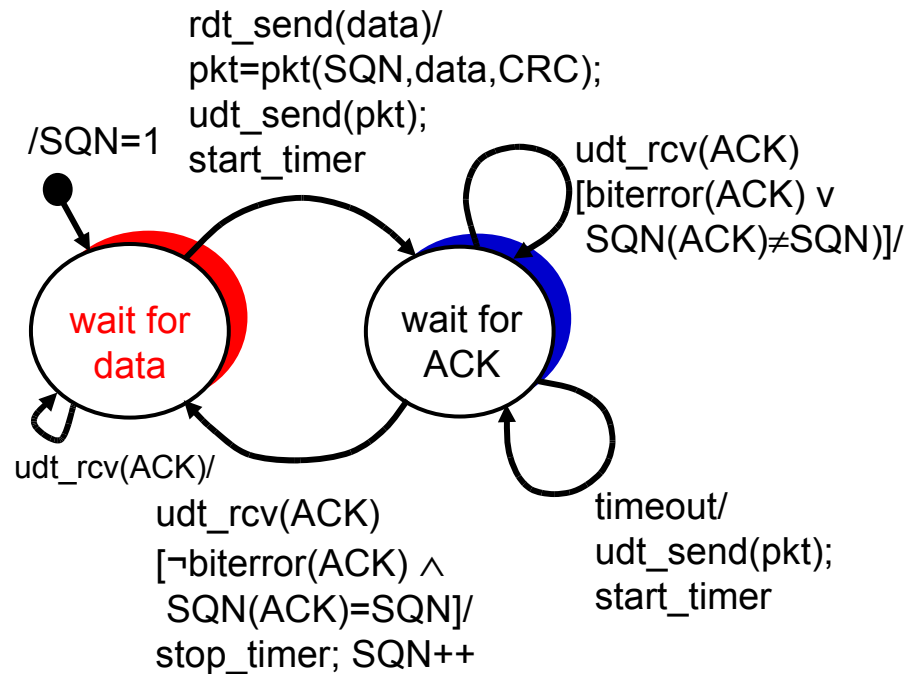 rdt_send(data)/
pkt=pkt(SQN,data,CRC);
udt_send(pkt);
start_timer
/SQN=1
udt_rcv(ACK)
[biterror(ACK) v
SQN(ACK)≠SQN)]/
wait for
data
wait for
ACK
udt_rcv(ACK)/
udt_rcv(ACK)
[¬biterror(ACK) ∧
SQN(ACK)=SQN]/
stop_timer; SQN++
timeout/
udt_send(pkt);
start_timer